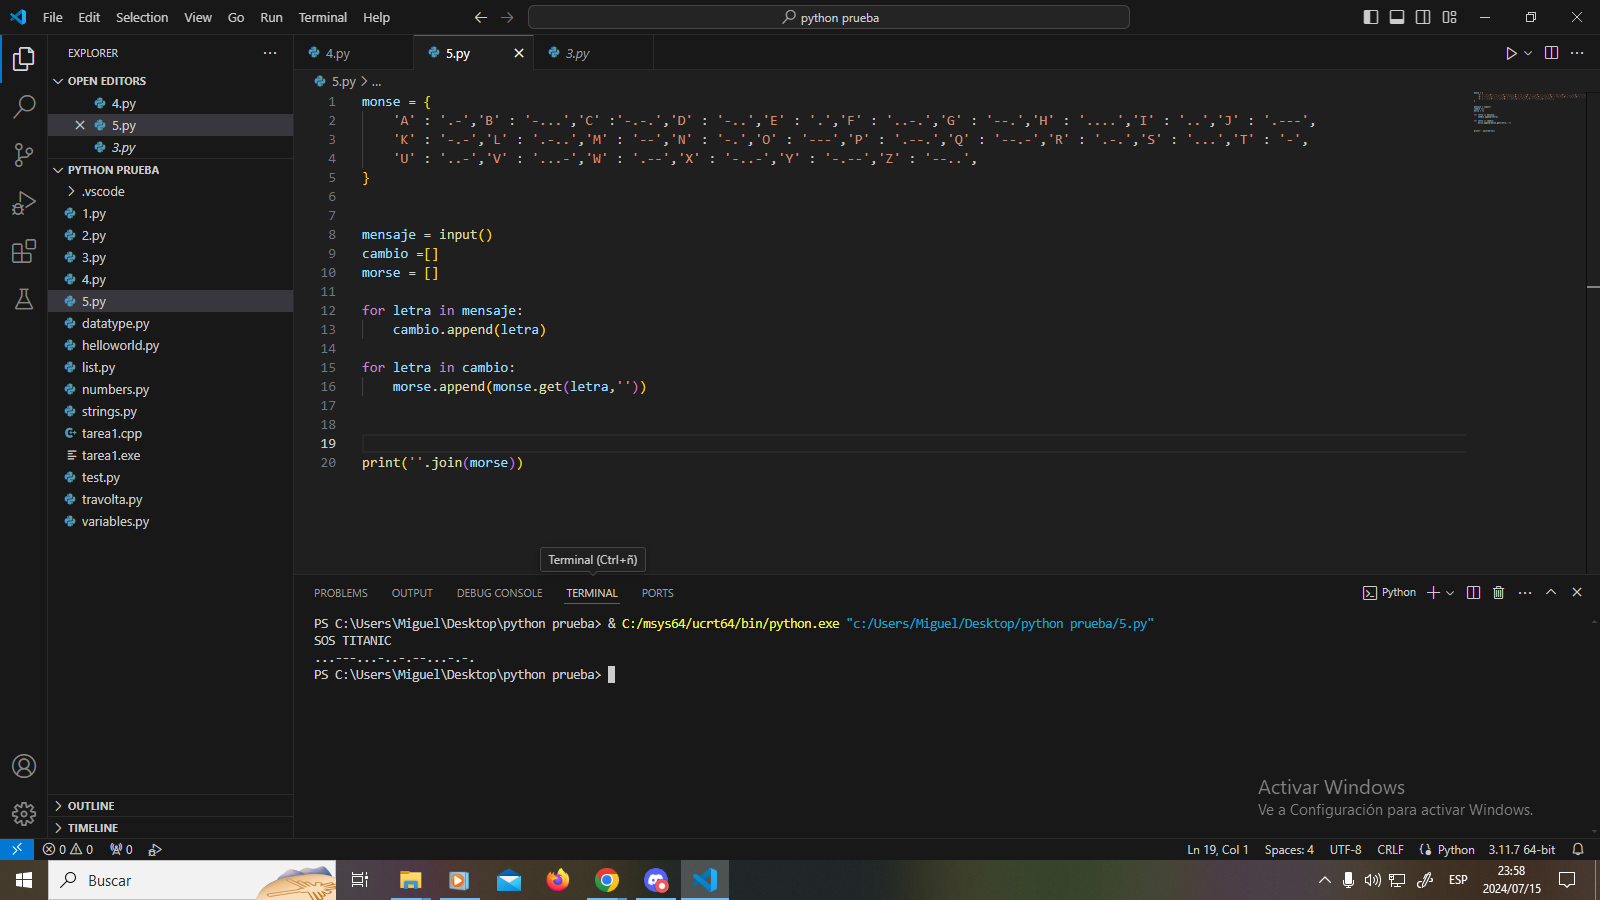 File Edit Selection View Go Run Terminal Help
python prueba
EXPLORER
OPEN EDITORS
4.py
5.py
3.py
PYTHON PRUEBA
.vscode
1.py
2.py
3.py
4.py
5.py
datatype.py
helloworld.py
list.py
numbers.py
strings.py
tarea1.cpp
tarea1.exe
test.py
travolta.py
variables.py
OUTLINE
TIMELINE
4.py 5.py 3.py
5.py > ...
1 monse = {
2 'A' : '.-','B' : '-...','C' :'-.-.','D' : '-..','E' : '.','F' : '..-.','G' : '--.','H' : '....','I' : '..','J' : '.---',
3 'K' : '-.-','L' : '.-..','M' : '--','N' : '-.','O' : '---','P' : '.--.','Q' : '--.-','R' : '.-.','S' : '...','T' : '-',
4 'U' : '..-','V' : '...-','W' : '.--','X' : '-..-','Y' : '-.--','Z' : '--..',
5 }
6
7
8 mensaje = input()
9 cambio =[]
10 morse = []
11
12 for letra in mensaje:
13 cambio.append(letra)
14
15 for letra in cambio:
16 morse.append(monse.get(letra,''))
17
18
19
20 print(''.join(morse))
Terminal (Ctrl+ñ)
PROBLEMS OUTPUT DEBUG CONSOLE TERMINAL PORTS
Python
PS C:\Users\Miguel\Desktop\python prueba> & C:/msys64/ucrt64/bin/python.exe "c:/Users/Miguel/Desktop/python prueba/5.py"
SOS TITANIC
...---...-..-.--...-.-.
PS C:\Users\Miguel\Desktop\python prueba>
Activar Windows
Ve a Configuración para activar Windows.
0 0 0
Ln 19, Col 1 Spaces: 4 UTF-8 CRLF Python 3.11.7 64-bit
Buscar
ESP
23:58
2024/07/15